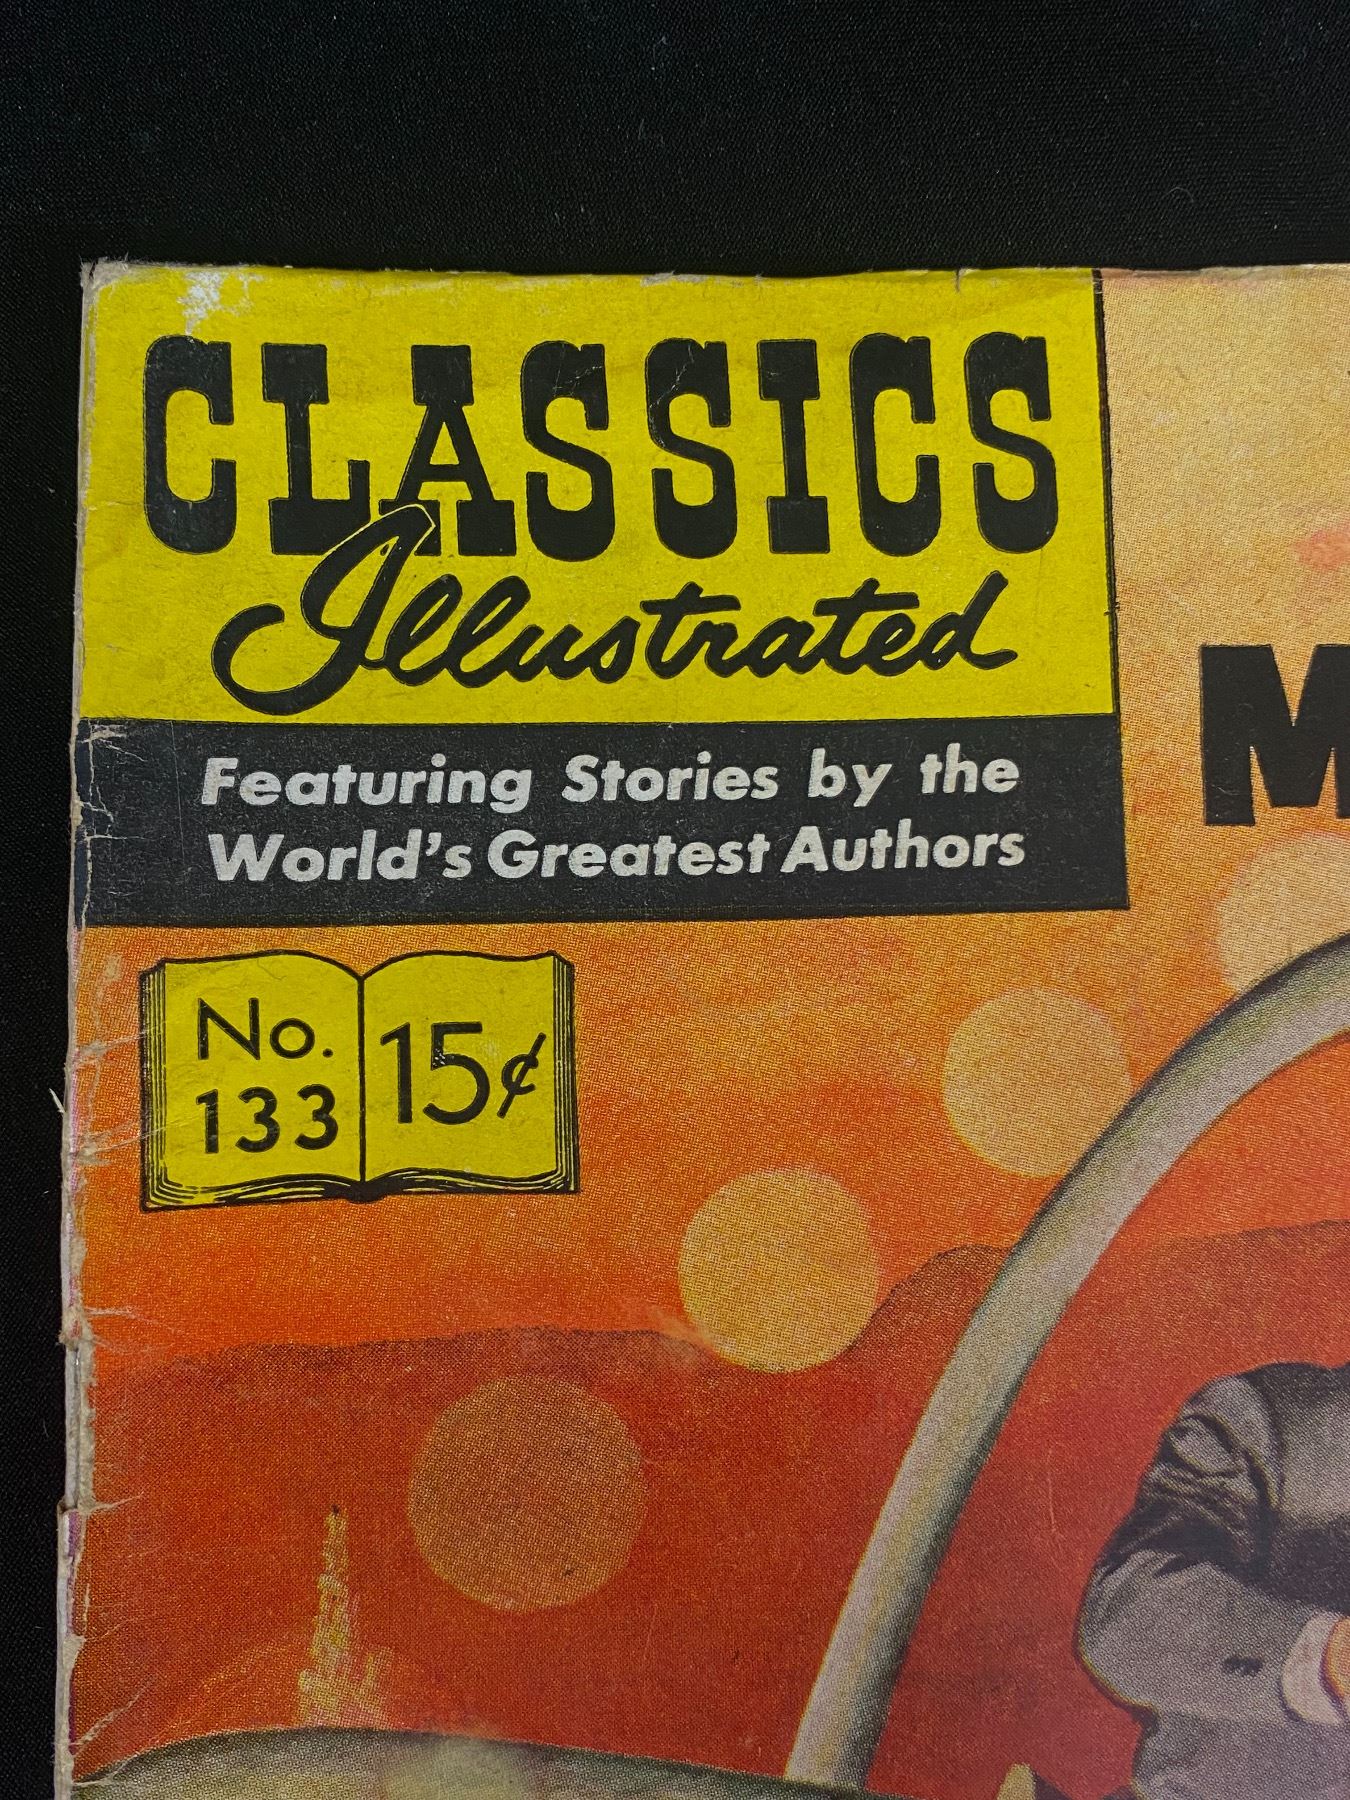 CLASSICS
Illustrated
Featuring Stories by the
World's Greatest Authors
No.
133
15¢
M